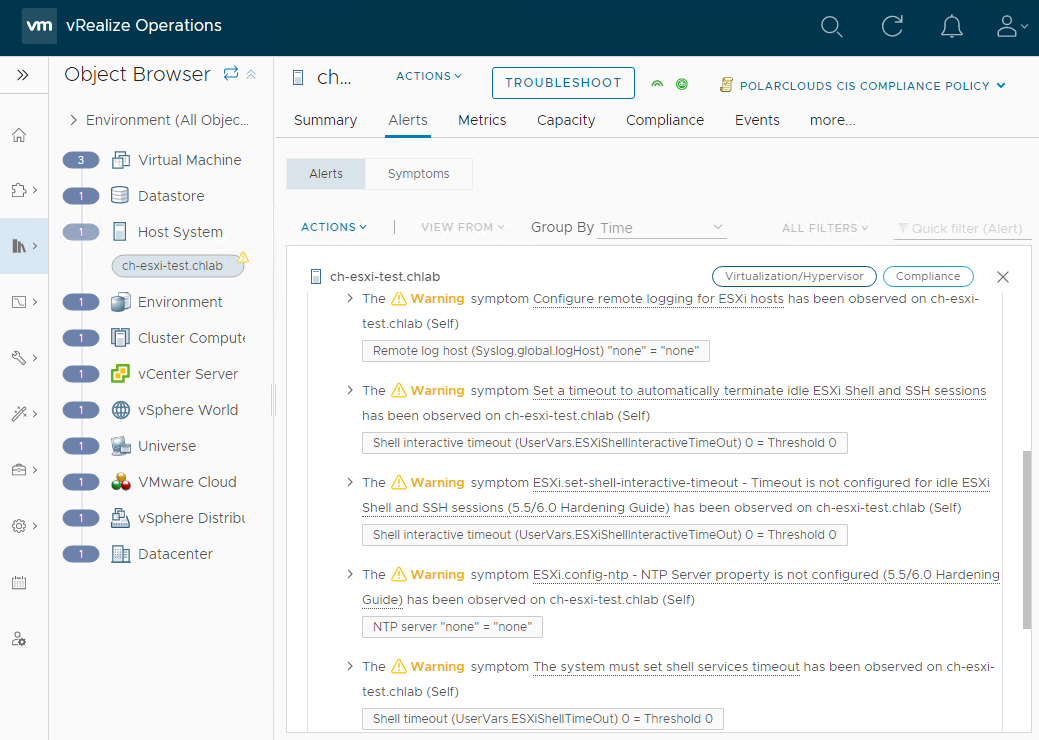 vm vRealize Operations
Object Browser
ch...
ACTIONS
TROUBLESHOOT
POLARCLOUDS CIS COMPLIANCE POLICY
Summary Alerts Metrics Capacity Compliance Events more...
Environment (All Objec...
3 Virtual Machine
1 Datastore
1 Host System
ch-esxi-test.chlab
1 Environment
1 Cluster Compute
1 vCenter Server
1 vSphere World
1 Universe
1 VMware Cloud
1 vSphere Distribu
1 Datacenter
Alerts Symptoms
ACTIONS | VIEW FROM Group By Time ALL FILTERS Quick filter (Alert)
ch-esxi-test.chlab Virtualization/Hypervisor Compliance
The Warning symptom Configure remote logging for ESXi hosts has been observed on ch-esxi-
test.chlab (Self)
Remote log host (Syslog.global.logHost) "none" = "none"
The Warning symptom Set a timeout to automatically terminate idle ESXi Shell and SSH sessions
has been observed on ch-esxi-test.chlab (Self)
Shell interactive timeout (UserVars.ESXiShellInteractiveTimeOut) 0 = Threshold 0
The Warning symptom ESXi.set-shell-interactive-timeout - Timeout is not configured for idle ESXi
Shell and SSH sessions (5.5/6.0 Hardening Guide) has been observed on ch-esxi-test.chlab (Self)
Shell interactive timeout (UserVars.ESXiShellInteractiveTimeOut) 0 = Threshold 0
The Warning symptom ESXi.config-ntp - NTP Server property is not configured (5.5/6.0 Hardening
Guide) has been observed on ch-esxi-test.chlab (Self)
NTP server "none" = "none"
The Warning symptom The system must set shell services timeout has been observed on ch-esxi-
test.chlab (Self)
Shell timeout (UserVars.ESXiShellTimeOut) 0 = Threshold 0